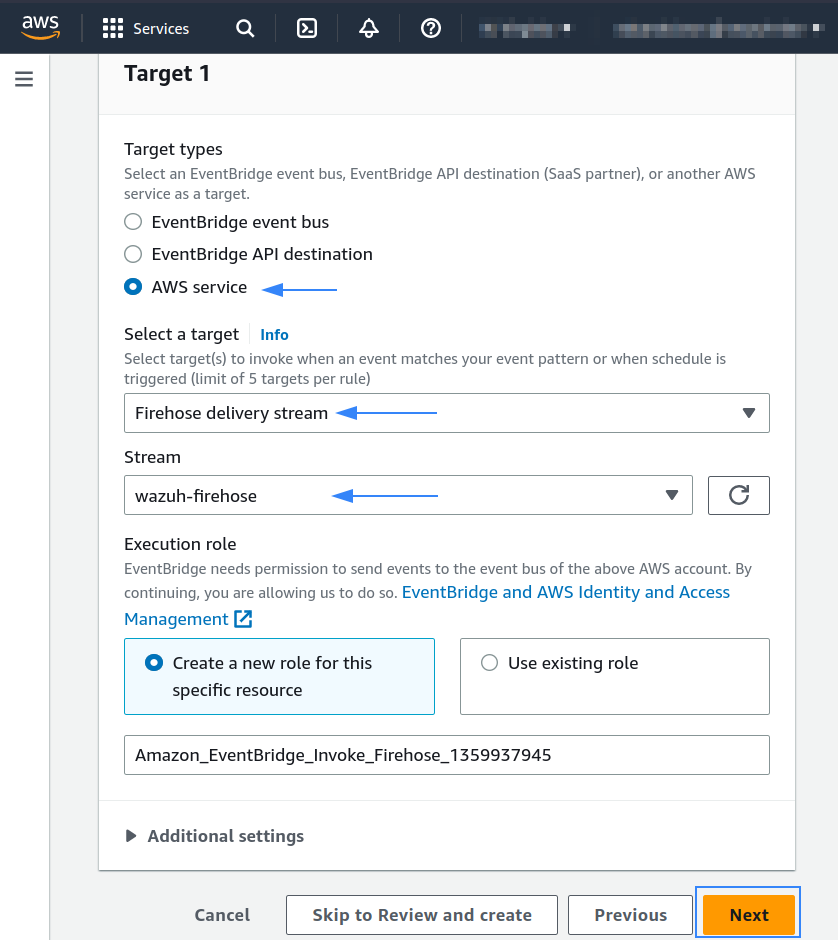 aws
Services
Target 1
Target types
Select an EventBridge event bus, EventBridge API destination (SaaS partner), or another AWS
service as a target.
EventBridge event bus
EventBridge API destination
AWS service
Select a target Info
Select target(s) to invoke when an event matches your event pattern or when schedule is
triggered (limit of 5 targets per rule)
Firehose delivery stream
Stream
wazuh-firehose
Execution role
EventBridge needs permission to send events to the event bus of the above AWS account. By
continuing, you are allowing us to do so. EventBridge and AWS Identity and Access
Management
Create a new role for this
specific resource
Use existing role
Amazon_EventBridge_Invoke_Firehose_1359937945
Additional settings
Cancel Skip to Review and create Previous Next